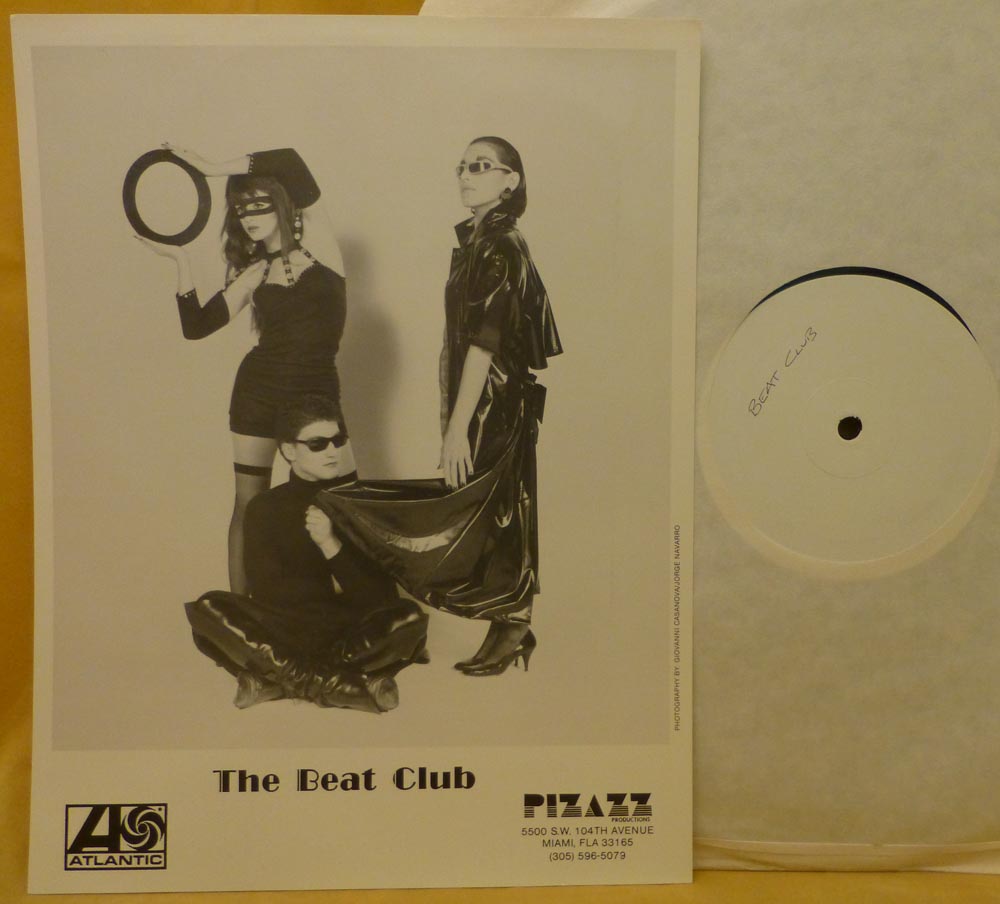 BEAT CLUB
PHOTOGRAPHY BY: GIOVANNI CASANOVA/JORGE NAVARRO
The Beat Club
ATLANTIC
PIZAZZ
PRODUCTIONS
5500 S.W. 104TH AVENUE
MIAMI, FLA 33165
(305) 596-5079